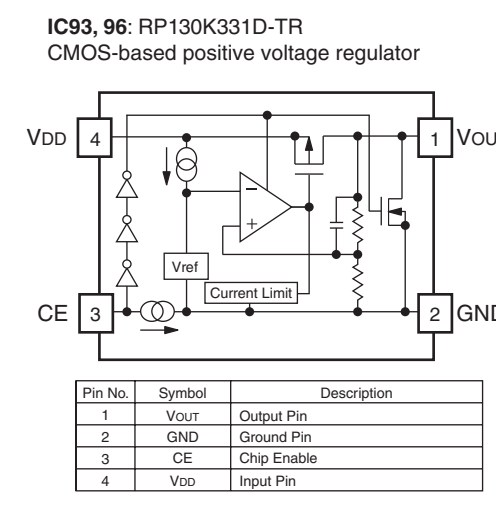 IC93, 96: RP130K331D-TR
CMOS-based positive voltage regulator
VDD 4 1 VOU
− 
+
Vref
Current Limit
CE 3 2 GND
Pin No. Symbol Description
1 VOUT Output Pin
2 GND Ground Pin
3 CE Chip Enable
4 VDD Input Pin